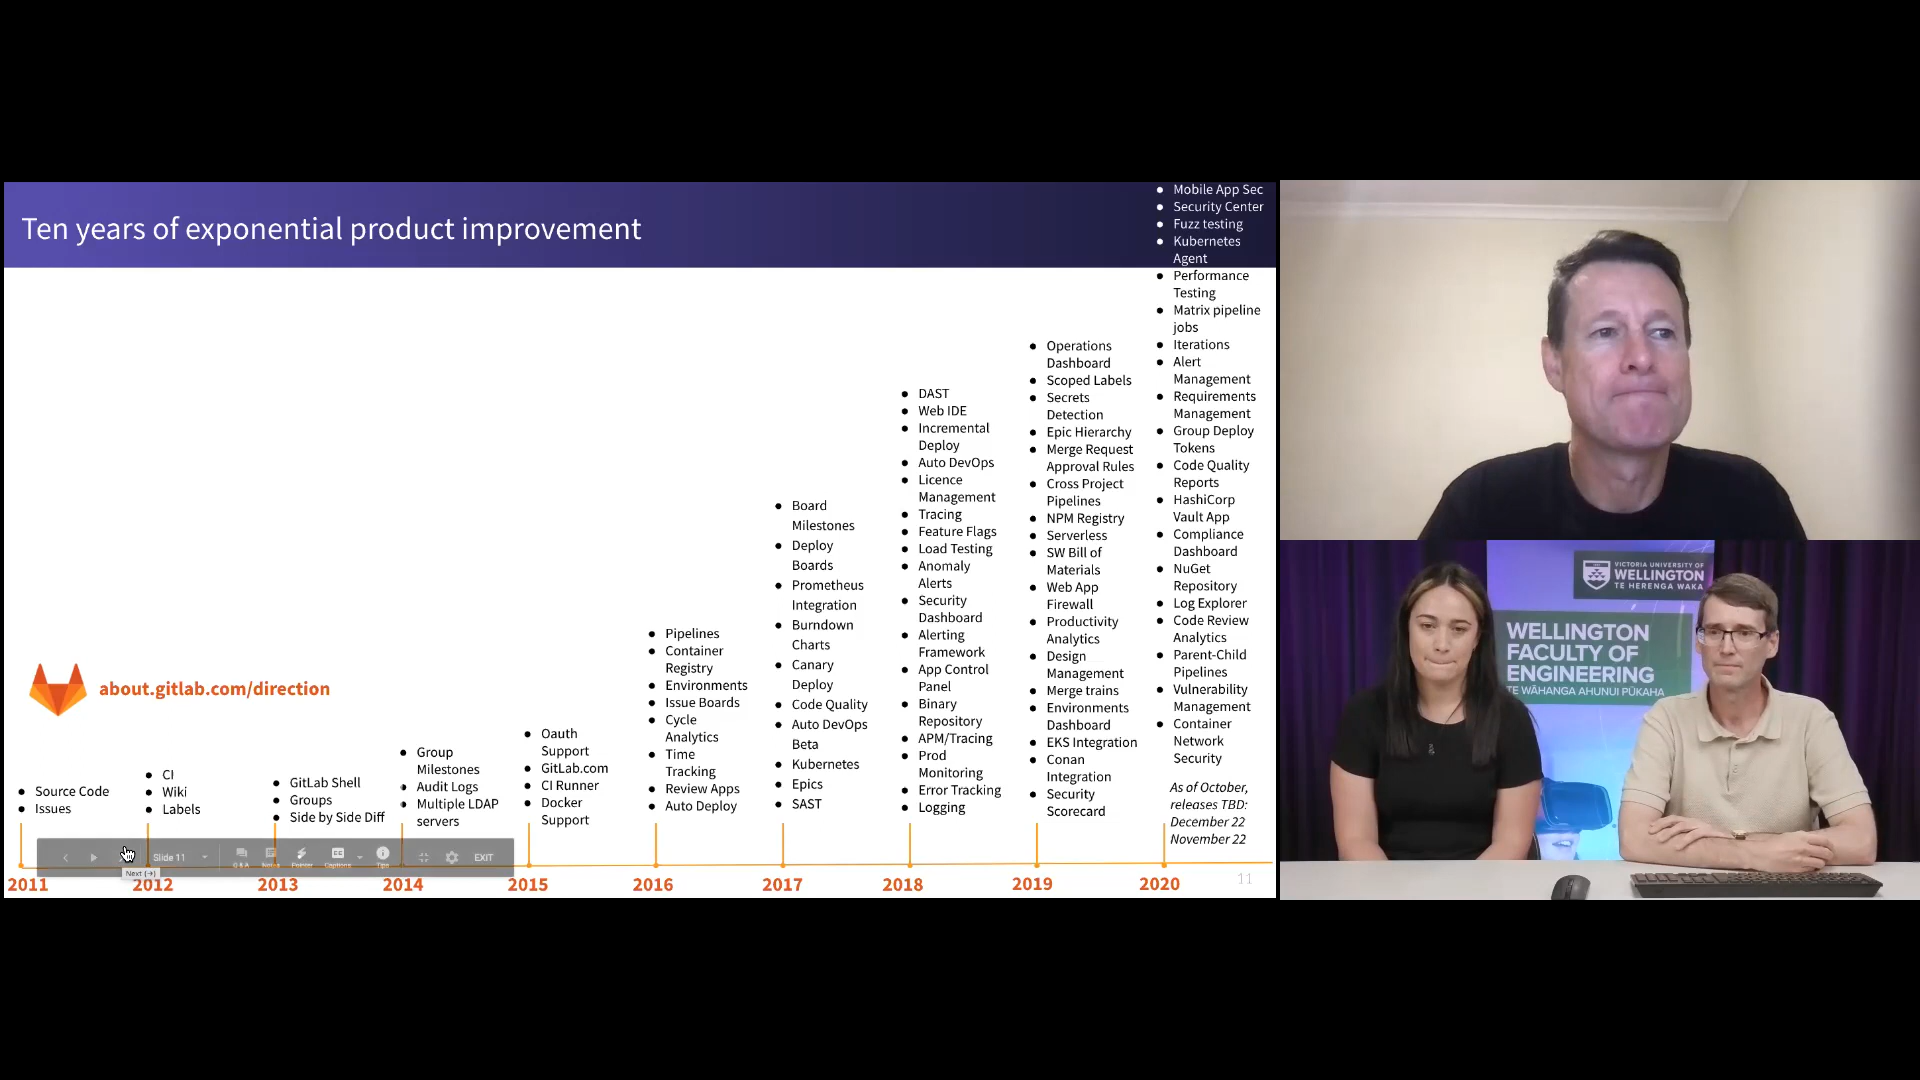 Ten years of exponential product improvement
about.gitlab.com/direction
Source Code
Issues
2011
CI
Wiki
Labels
2012
GitLab Shell
Groups
Side by Side Diff
2013
Group
Milestones
Audit Logs
Multiple LDAP
servers
2014
Oauth
Support
GitLab.com
CI Runner
Docker
Support
2015
Pipelines
Container
Registry
Environments
Issue Boards
Cycle
Analytics
Time
Tracking
Review Apps
Auto Deploy
2016
Board
Milestones
Deploy
Boards
Prometheus
Integration
Burndown
Charts
Canary
Deploy
Code Quality
Auto DevOps
Beta
Kubernetes
Epics
SAST
2017
DAST
Web IDE
Incremental
Deploy
Auto DevOps
Licence
Management
Tracing
Feature Flags
Load Testing
Anomaly
Alerts
Security
Dashboard
Alerting
Framework
App Control
Panel
Binary
Repository
APM/Tracing
Prod
Monitoring
Error Tracking
Logging
2018
Operations
Dashboard
Scoped Labels
Secrets
Detection
Epic Hierarchy
Merge Request
Approval Rules
Cross Project
Pipelines
NPM Registry
Serverless
SW Bill of
Materials
Web App
Firewall
Productivity
Analytics
Design
Management
Merge trains
Environments
Dashboard
EKS Integration
Conan
Integration
Security
Scorecard
2019
Mobile App Sec
Security Center
Fuzz testing
Kubernetes
Agent
Performance
Testing
Matrix pipeline
jobs
Iterations
Alert
Management
Requirements
Management
Group Deploy
Tokens
Code Quality
Reports
HashiCorp
Vault App
Compliance
Dashboard
NuGet
Repository
Log Explorer
Code Review
Analytics
Parent-Child
Pipelines
Vulnerability
Management
Container
Network
Security
As of October,
releases TBD:
December 22
November 22
2020
11
Slide 11
Q & A
Notes
Pointer
Captions
Tips
EXIT
Next (→)
VICTORIA UNIVERSITY OF
WELLINGTON
TE HERENGA WAKA
WELLINGTON
FACULTY OF
ENGINEERING
TE WĀHANGA AHUNUI PŪKAHA